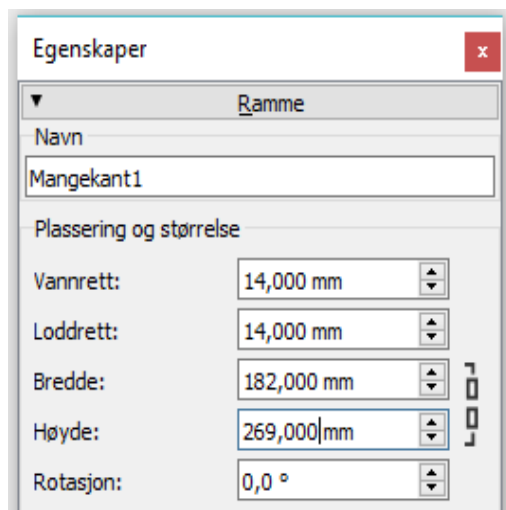 Egenskaper x
Ramme
Navn
Mangekant1
Plassering og størrelse
Vannrett: 14,000 mm
Loddrett: 14,000 mm
Bredde: 182,000 mm
Høyde: 269,000 mm
Rotasjon: 0,0 °